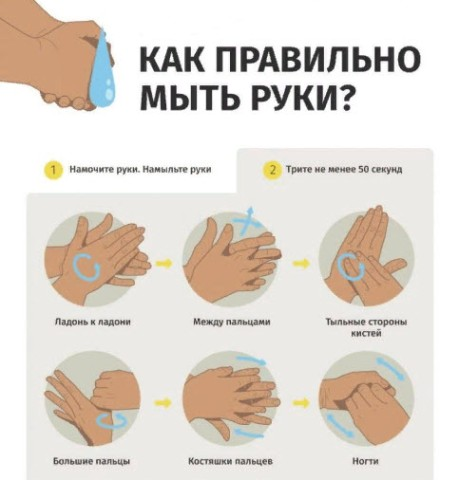 КАК ПРАВИЛЬНО
МЫТЬ РУКИ?
1 Намочите руки. Намыльте руки
2 Трите не менее 50 секунд
Ладонь к ладони
Между пальцами
Тыльные стороны
кистей
Большие пальцы
Костяшки пальцев
Ногти